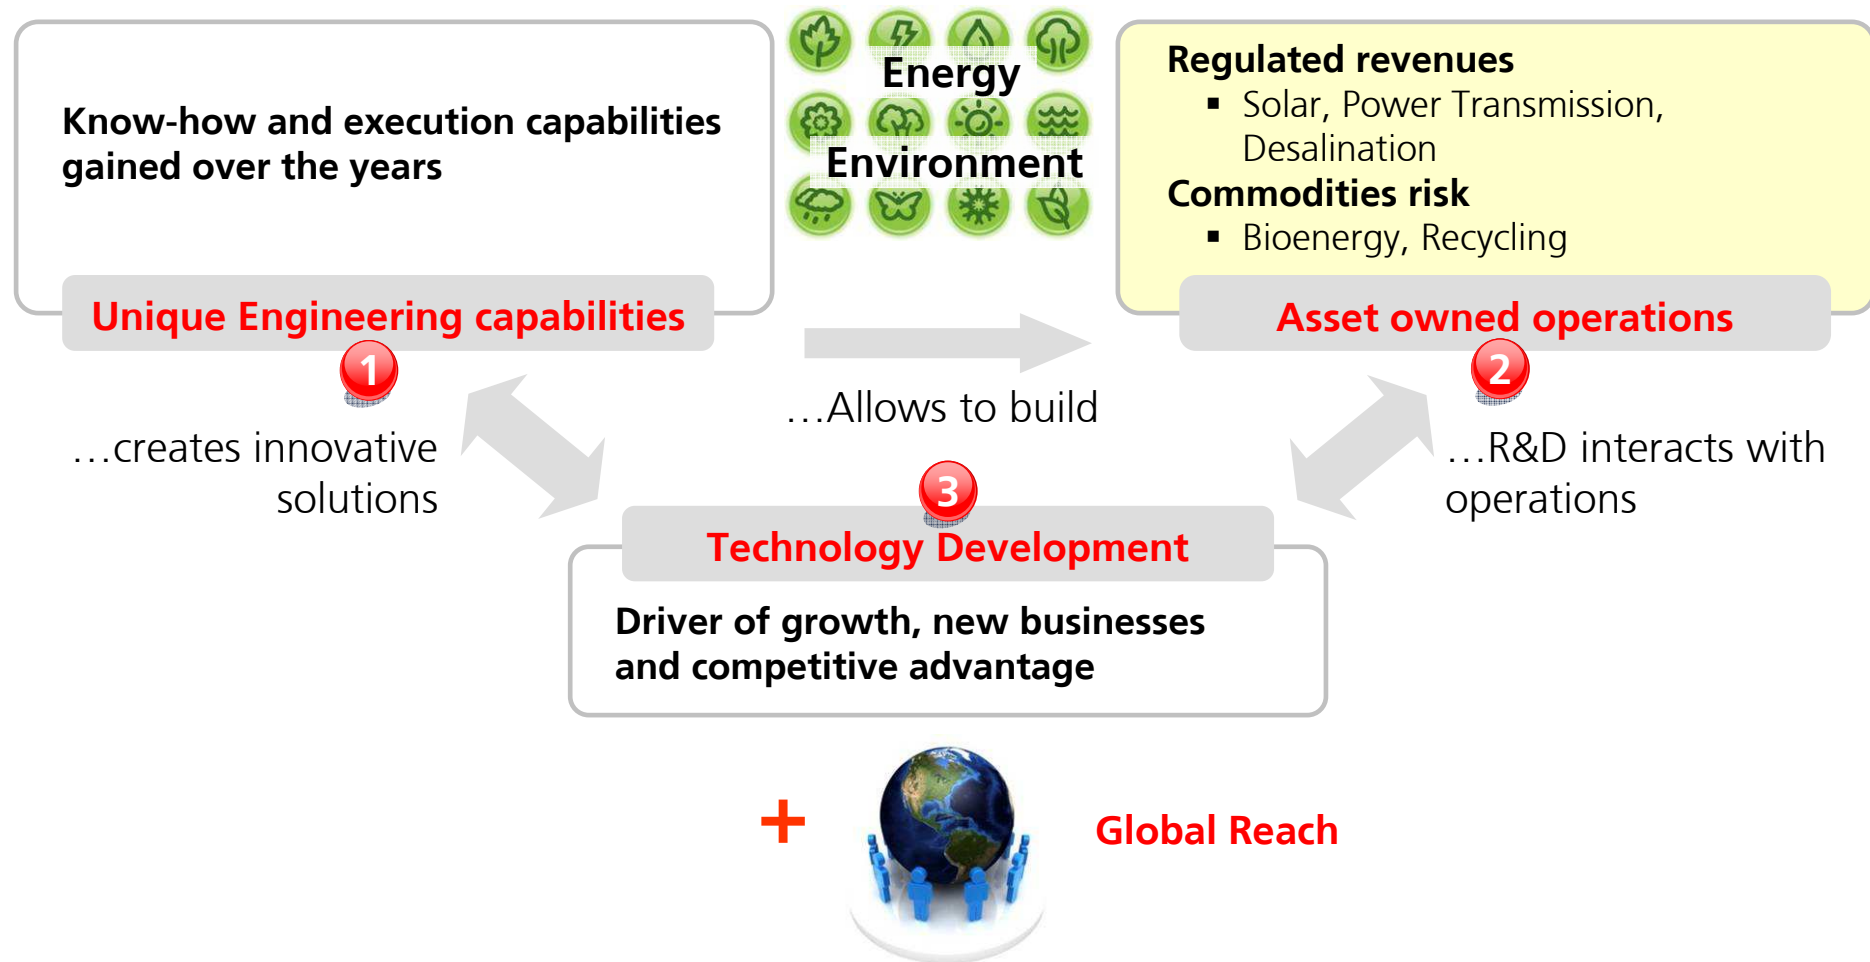 Know-how and execution capabilities
gained over the years
Unique Engineering capabilities
1
Energy
Environment
Regulated revenues
▪ Solar, Power Transmission,
Desalination
Commodities risk
▪ Bioenergy, Recycling
Asset owned operations
2
…Allows to build
…creates innovative
solutions
…R&D interacts with
operations
3
Technology Development
Driver of growth, new businesses
and competitive advantage
+
Global Reach